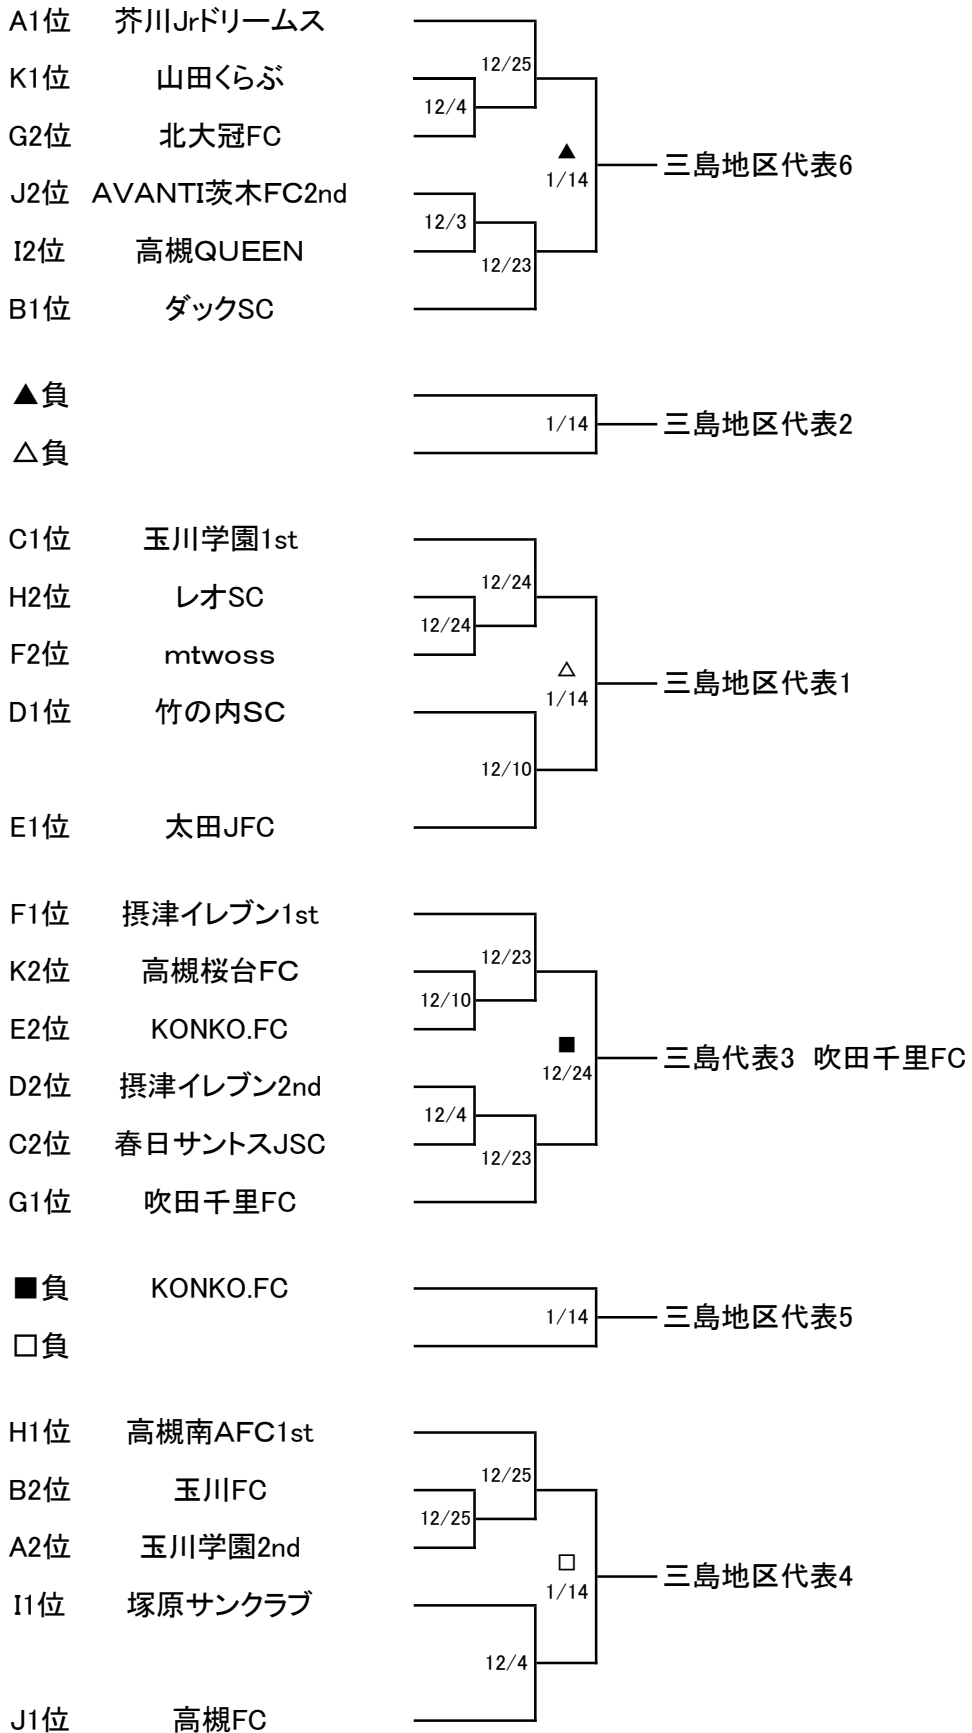 A1位 芥川Jrドリームス
12/25
K1位 山田くらぶ
12/4
G2位 北大冠FC
▲
1/14
三島地区代表6
J2位 AVANTI茨木FC2nd
12/3
I2位 高槻QUEEN
12/23
B1位 ダックSC
▲負
1/14
三島地区代表2
△負
C1位 玉川学園1st
12/24
H2位 レオSC
12/24
F2位 mtwoss
△
1/14
三島地区代表1
D1位 竹の内SC
12/10
E1位 太田JFC
F1位 摂津イレブン1st
12/23
K2位 高槻桜台FC
12/10
E2位 KONKO.FC
■
12/24
三島代表3 吹田千里FC
D2位 摂津イレブン2nd
12/4
C2位 春日サントスJSC
12/23
G1位 吹田千里FC
■負 KONKO.FC
1/14
三島地区代表5
□負
H1位 高槻南AFC1st
12/25
B2位 玉川FC
12/25
A2位 玉川学園2nd
□
1/14
三島地区代表4
I1位 塚原サンクラブ
12/4
J1位 高槻FC